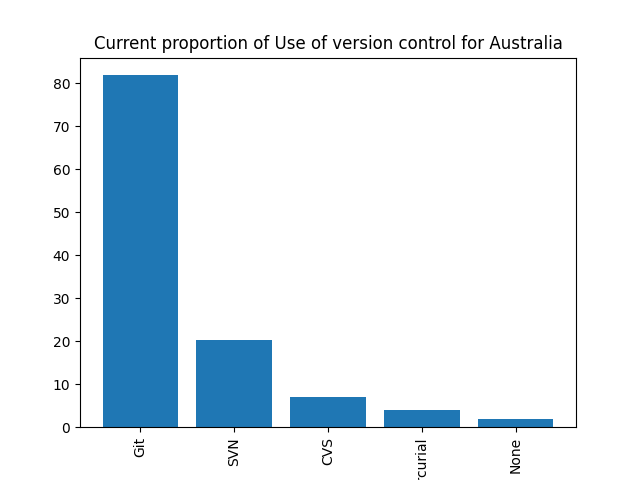 Current proportion of Use of version control for Australia
80
70
60
50
40
30
20
10
0
Git
SVN
CVS
rcurial
None